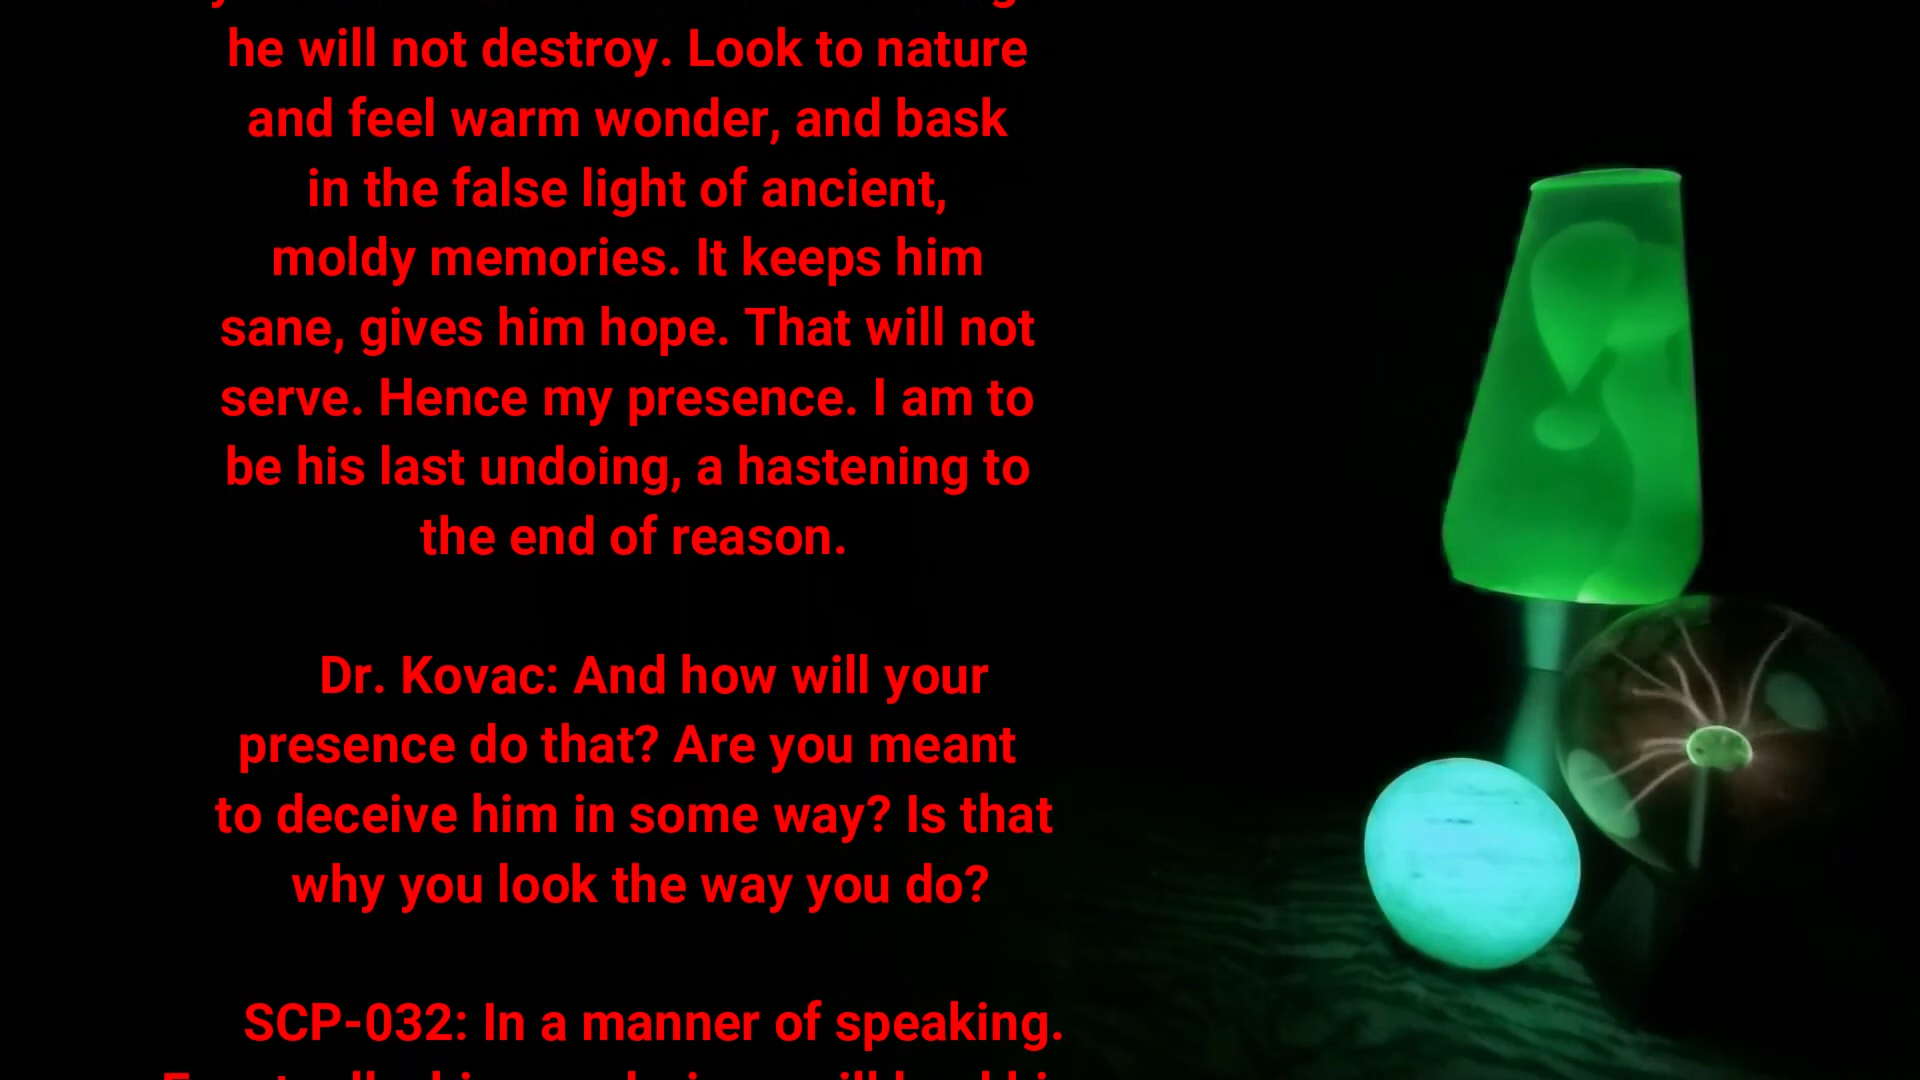 he will not destroy. Look to nature
and feel warm wonder, and bask
in the false light of ancient,
moldy memories. It keeps him
sane, gives him hope. That will not
serve. Hence my presence. I am to
be his last undoing, a hastening to
the end of reason.
Dr. Kovac: And how will your
presence do that? Are you meant
to deceive him in some way? Is that
why you look the way you do?
SCP-032: In a manner of speaking.